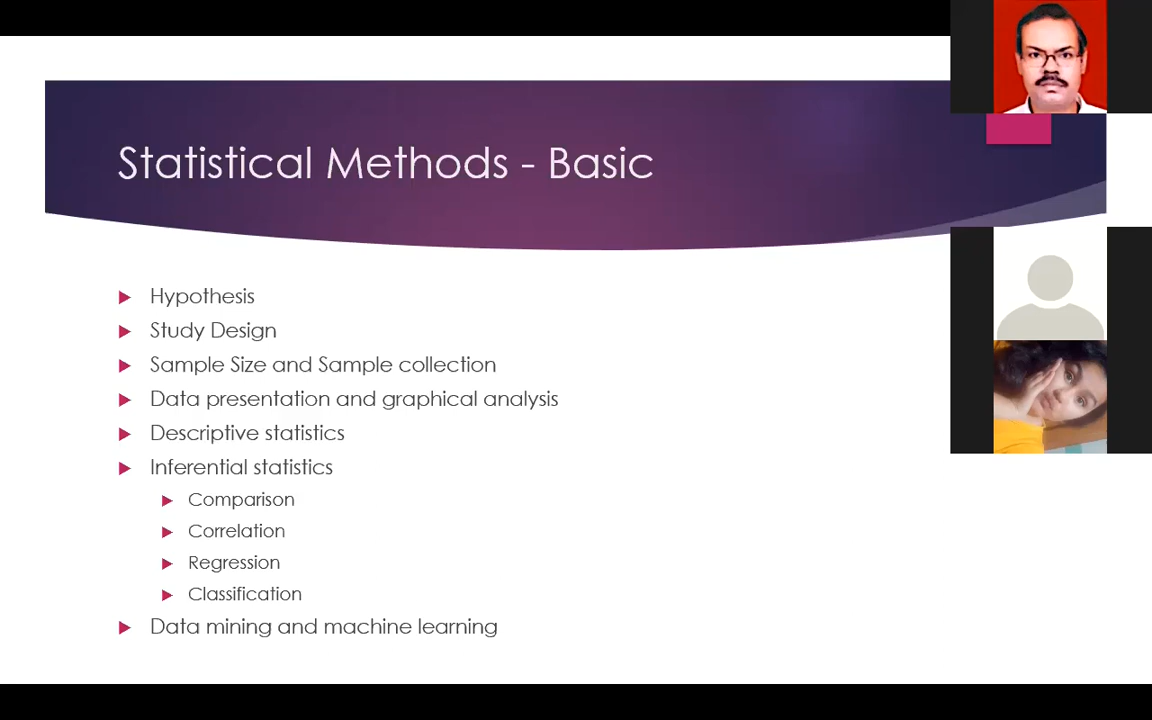 Statistical Methods - Basic
Hypothesis
Study Design
Sample Size and Sample collection
Data presentation and graphical analysis
Descriptive statistics
Inferential statistics
Comparison
Correlation
Regression
Classification
Data mining and machine learning